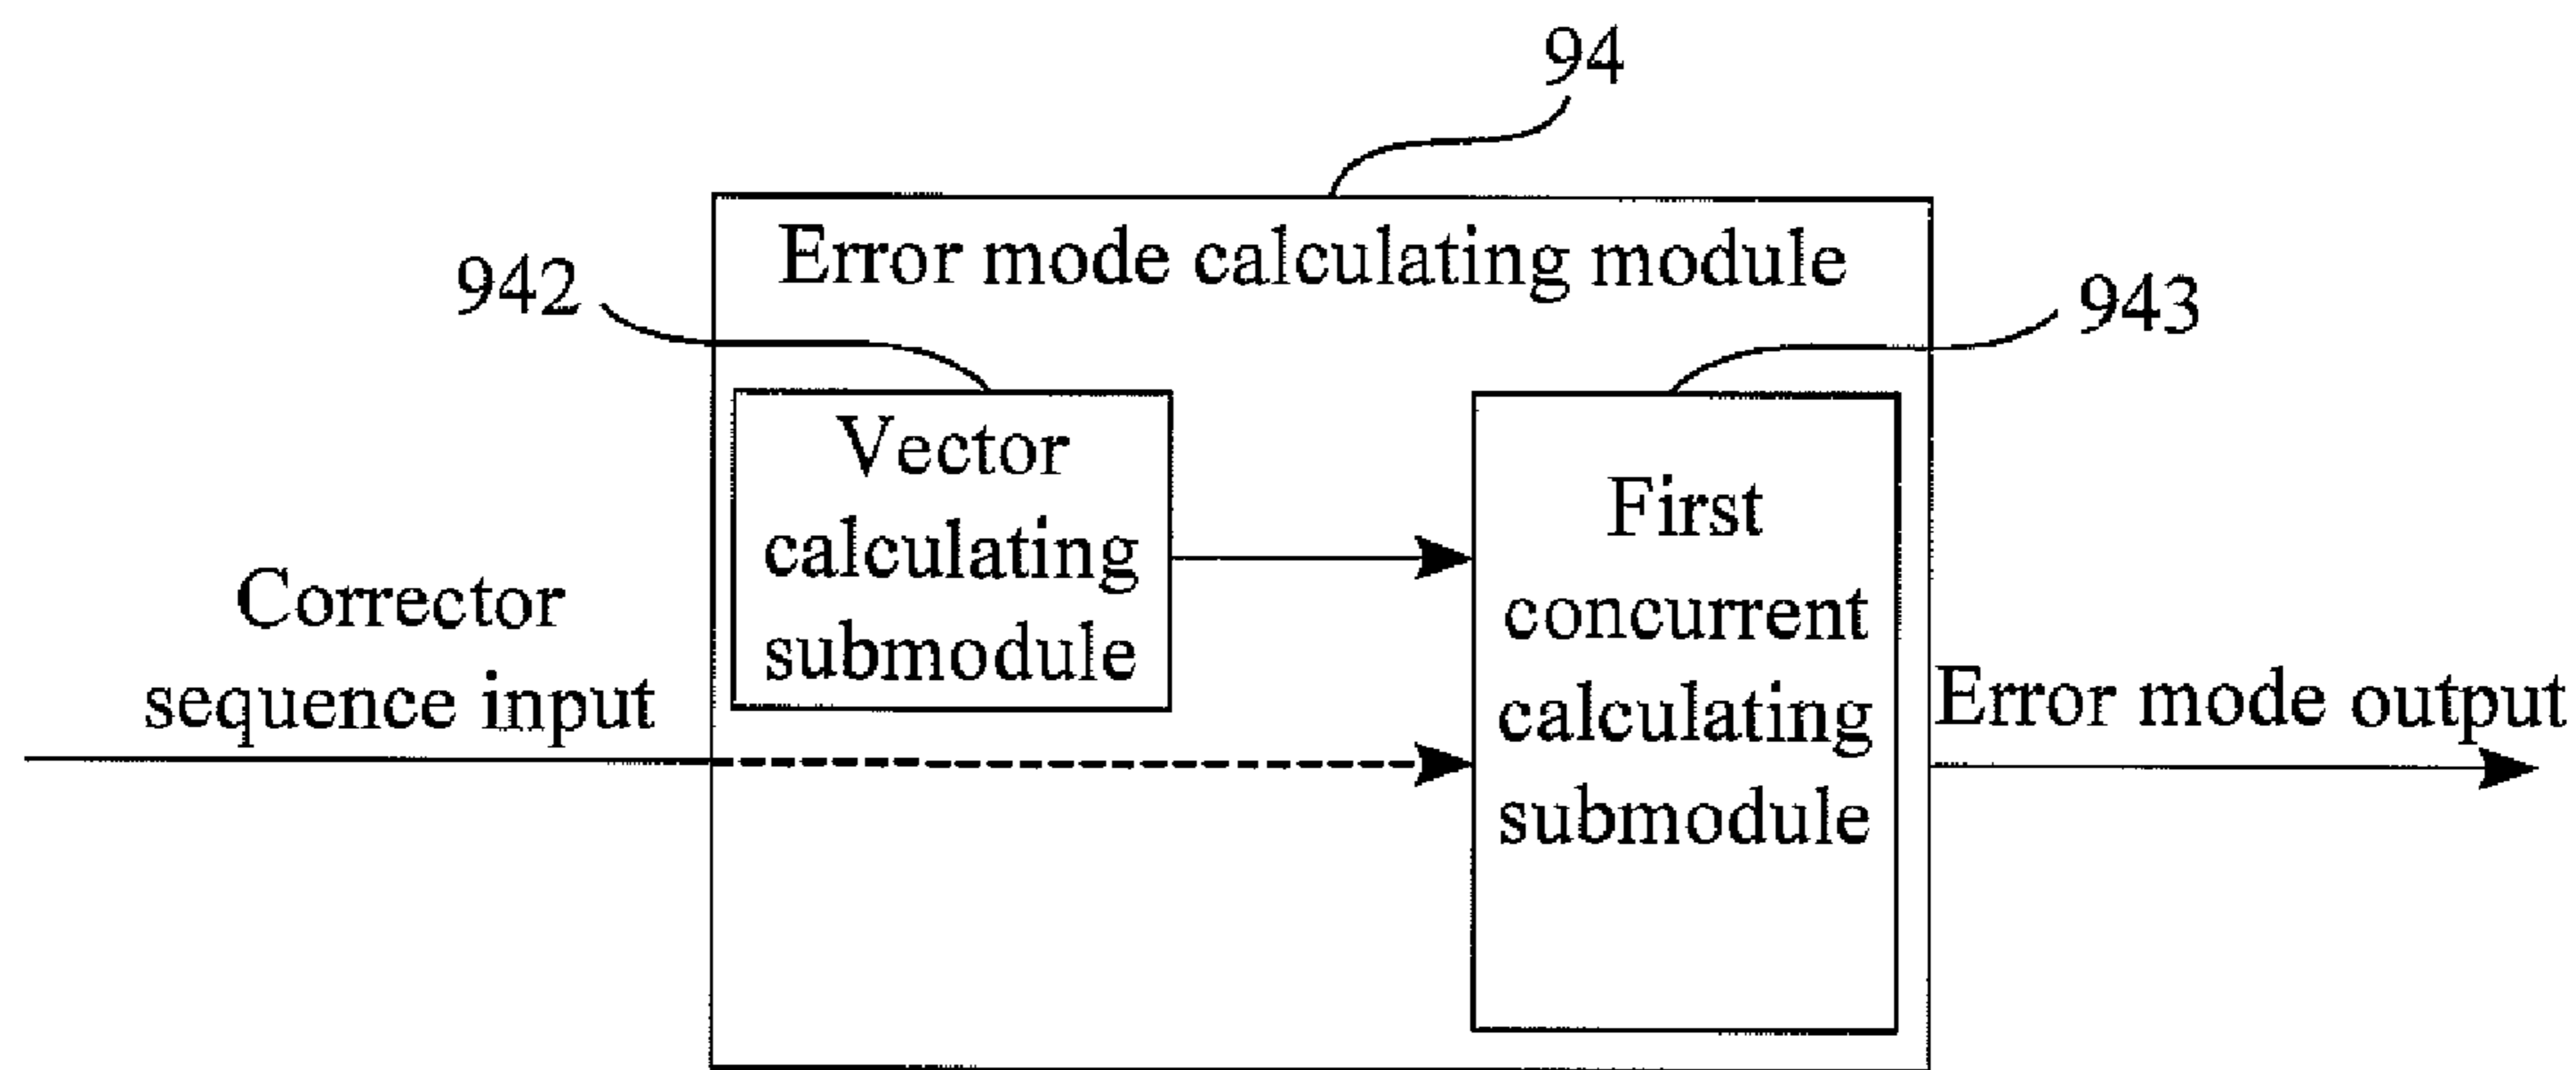 94
Error mode calculating module
942
943
Vector
calculating
submodule
First
concurrent
calculating
submodule
Corrector
sequence input
Error mode output